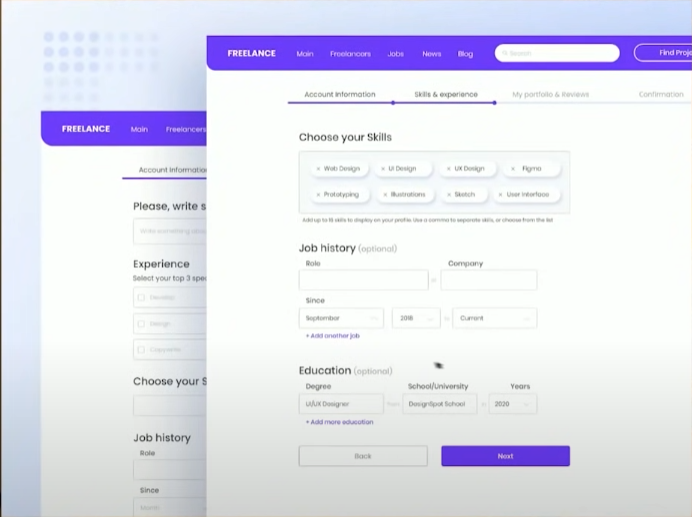 FREELANCE Main Freelancers Jobs News Blog Search Find Proje
Account Information Skills & experience My portfolio & Reviews Confirmation
Choose your Skills
× Web Design × UI Design × UX Design × Figma
× Prototyping × Illustrations × Sketch × User Interface
Add up to 15 skills to display on your profile. Use a comma to separate skills, or choose from the list
Job history (optional)
Role Company
Since
September 2018 Current
+ Add another job
Education (optional)
Degree School/University Years
UI/UX Designer DesignSpot School 2020
+ Add more education
Back Next
FREELANCE Main Freelancers
Account Informatio
Please, write s
Experience
Select your top 3 spe
Develop
Design
Choose your S
Job history
Role
Since
Month